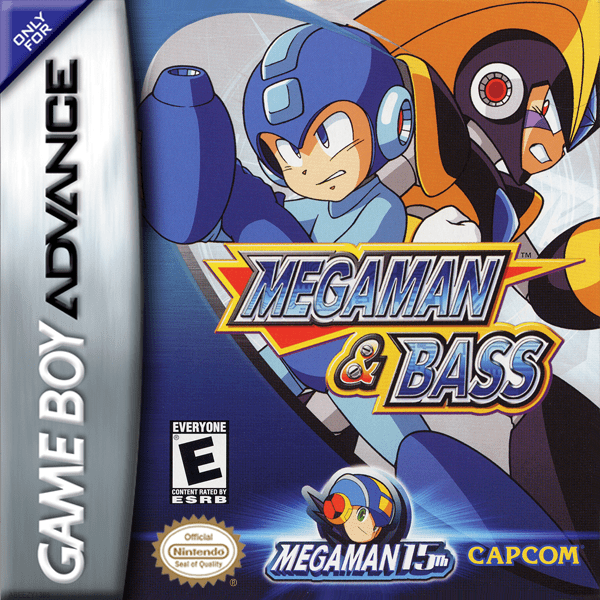 ONLY
FOR
GAME BOY ADVANCE
MEGAMAN
™
& BASS
EVERYONE
E
®
CONTENT RATED BY
ESRB
Official
Nintendo
Seal of Quality
®
MEGAMAN 15th
CAPCOM